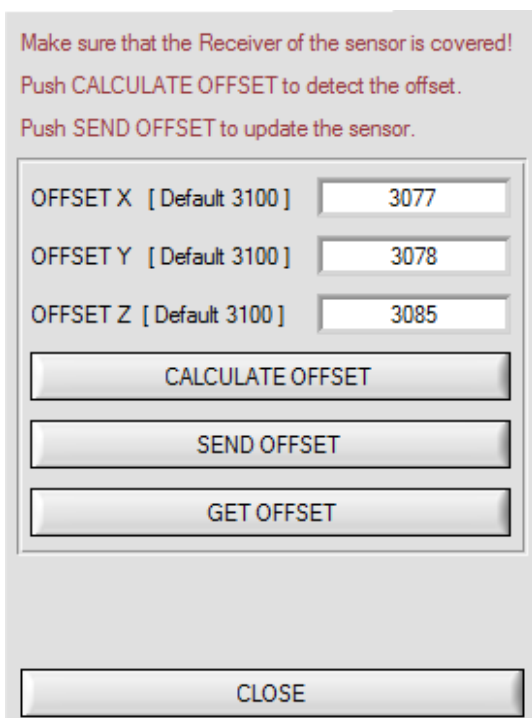 Make sure that the Receiver of the sensor is covered!
Push CALCULATE OFFSET to detect the offset.
Push SEND OFFSET to update the sensor.
OFFSET X [ Default 3100 ] 3077
OFFSET Y [ Default 3100 ] 3078
OFFSET Z [ Default 3100 ] 3085
CALCULATE OFFSET
SEND OFFSET
GET OFFSET
CLOSE